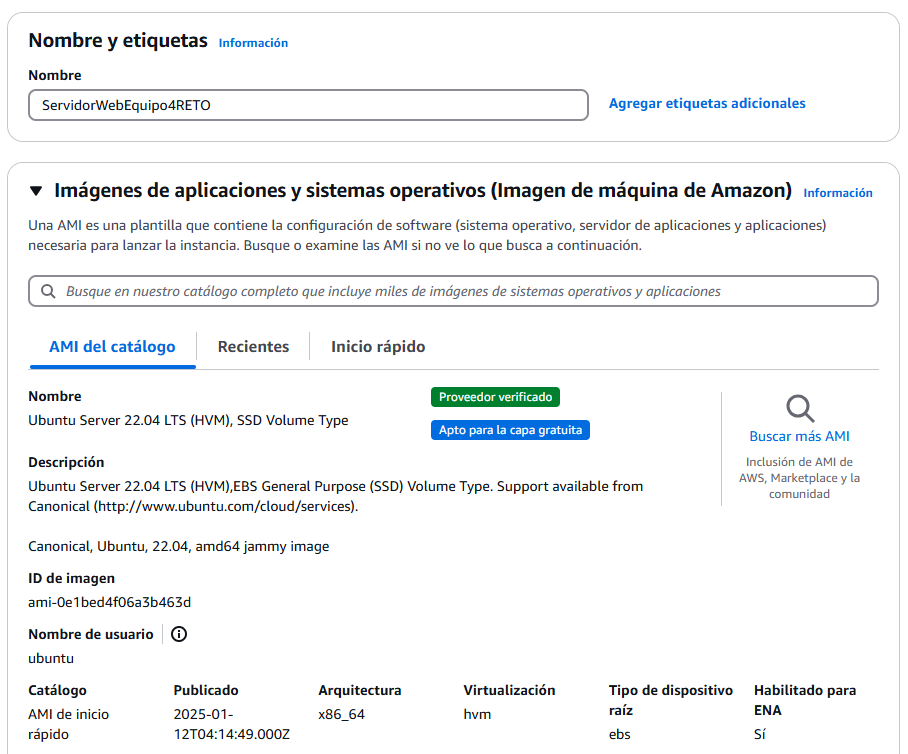 Nombre y etiquetas Información
Nombre
ServidorWebEquipo4RETO
Agregar etiquetas adicionales
Imágenes de aplicaciones y sistemas operativos (Imagen de máquina de Amazon) Información
Una AMI es una plantilla que contiene la configuración de software (sistema operativo, servidor de aplicaciones y aplicaciones)
necesaria para lanzar la instancia. Busque o examine las AMI si no ve lo que busca a continuación.
Busque en nuestro catálogo completo que incluye miles de imágenes de sistemas operativos y aplicaciones
AMI del catálogo Recientes Inicio rápido
Nombre
Ubuntu Server 22.04 LTS (HVM), SSD Volume Type
Proveedor verificado
Apto para la capa gratuita
Buscar más AMI
Inclusión de AMI de
AWS, Marketplace y la
comunidad
Descripción
Ubuntu Server 22.04 LTS (HVM),EBS General Purpose (SSD) Volume Type. Support available from
Canonical (http://www.ubuntu.com/cloud/services).
Canonical, Ubuntu, 22.04, amd64 jammy image
ID de imagen
ami-0e1bed4f06a3b463d
Nombre de usuario
ubuntu
Catálogo
AMI de inicio
rápido
Publicado
2025-01-
12T04:14:49.000Z
Arquitectura
x86_64
Virtualización
hvm
Tipo de dispositivo
raíz
ebs
Habilitado para
ENA
Sí